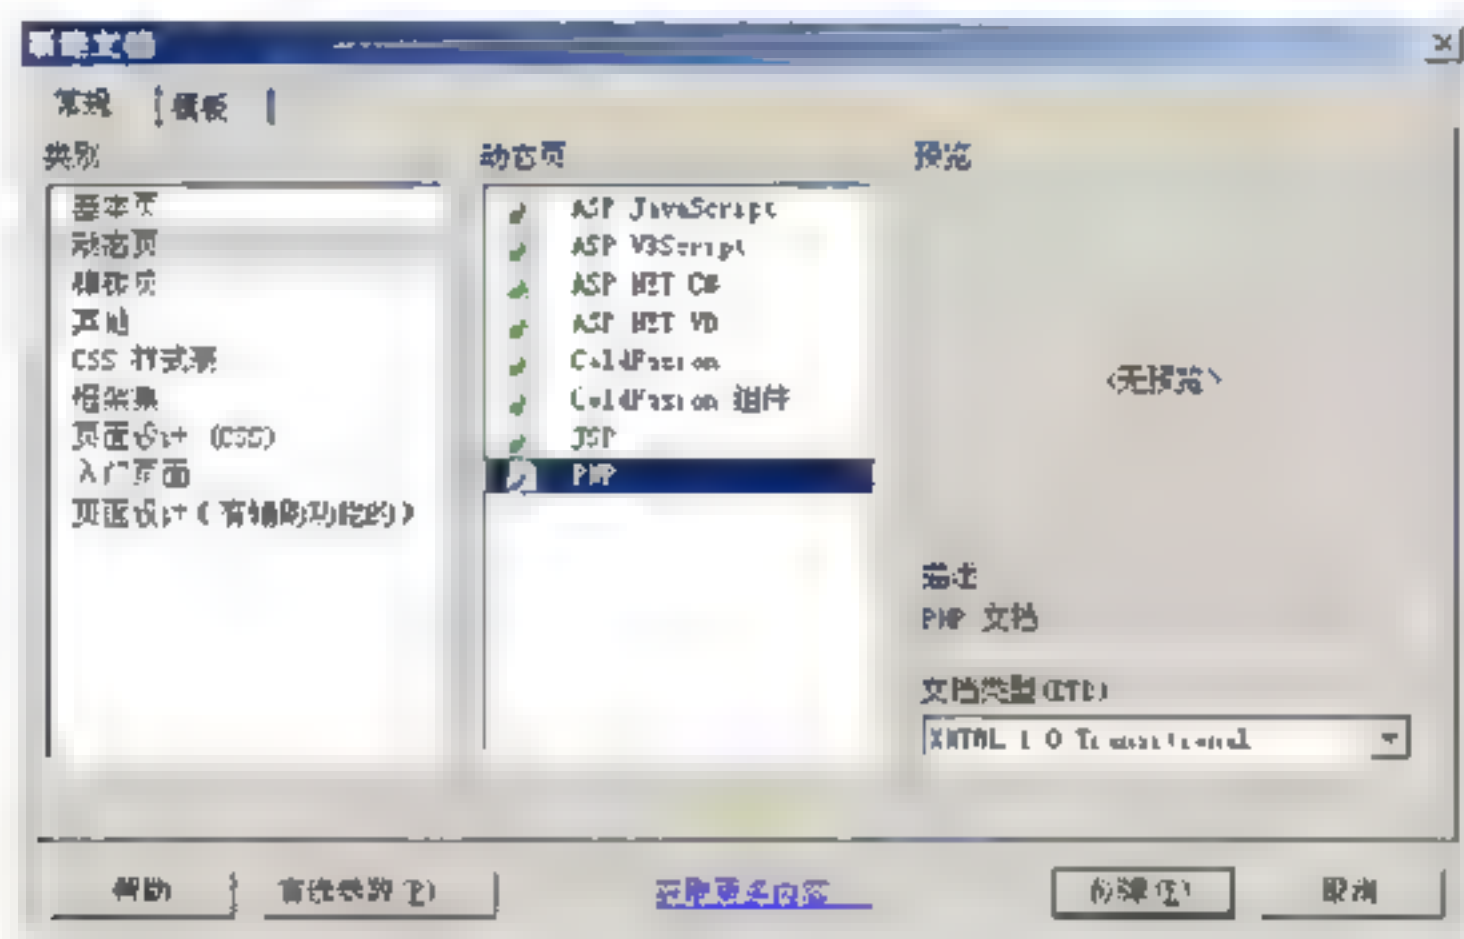 新建文档
常规
模板
类别
基本页
动态页
模板页
其他
CSS 样式表
框架集
页面设计 (CSS)
入门页面
页面设计(有辅助功能的)
动态页
ASP JavaScript
ASP VBScript
ASP.NET C#
ASP.NET VB
ColdFusion
ColdFusion 组件
JSP
PHP
预览
<无预览>
描述
PHP 文档
文档类型(DTD)
XHTML 1.0 Transitional
帮助
首选参数(P)
获取更多内容
创建(R)
取消